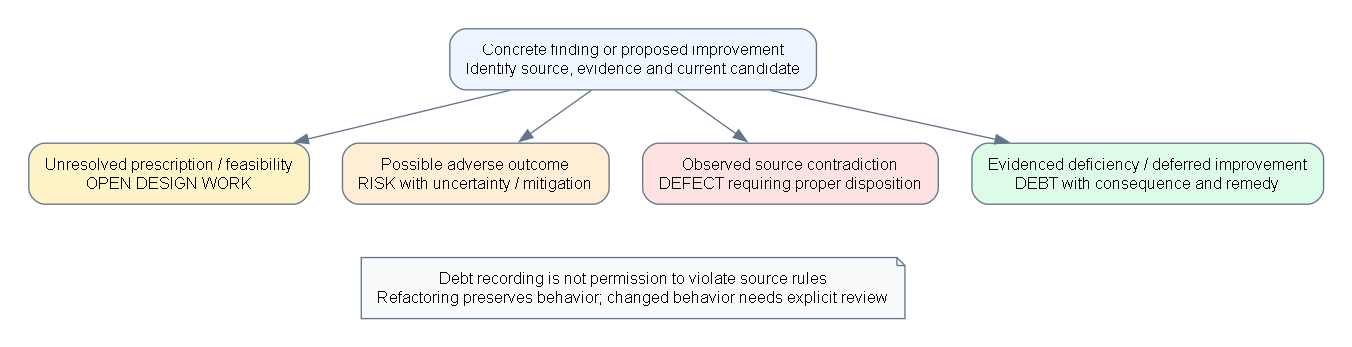 Concrete finding or proposed improvement
Identify source, evidence and current candidate
Unresolved prescription / feasibility
OPEN DESIGN WORK
Possible adverse outcome
RISK with uncertainty / mitigation
Observed source contradiction
DEFECT requiring proper disposition
Evidenced deficiency / deferred improvement
DEBT with consequence and remedy
Debt recording is not permission to violate source rules
Refactoring preserves behavior; changed behavior needs explicit review